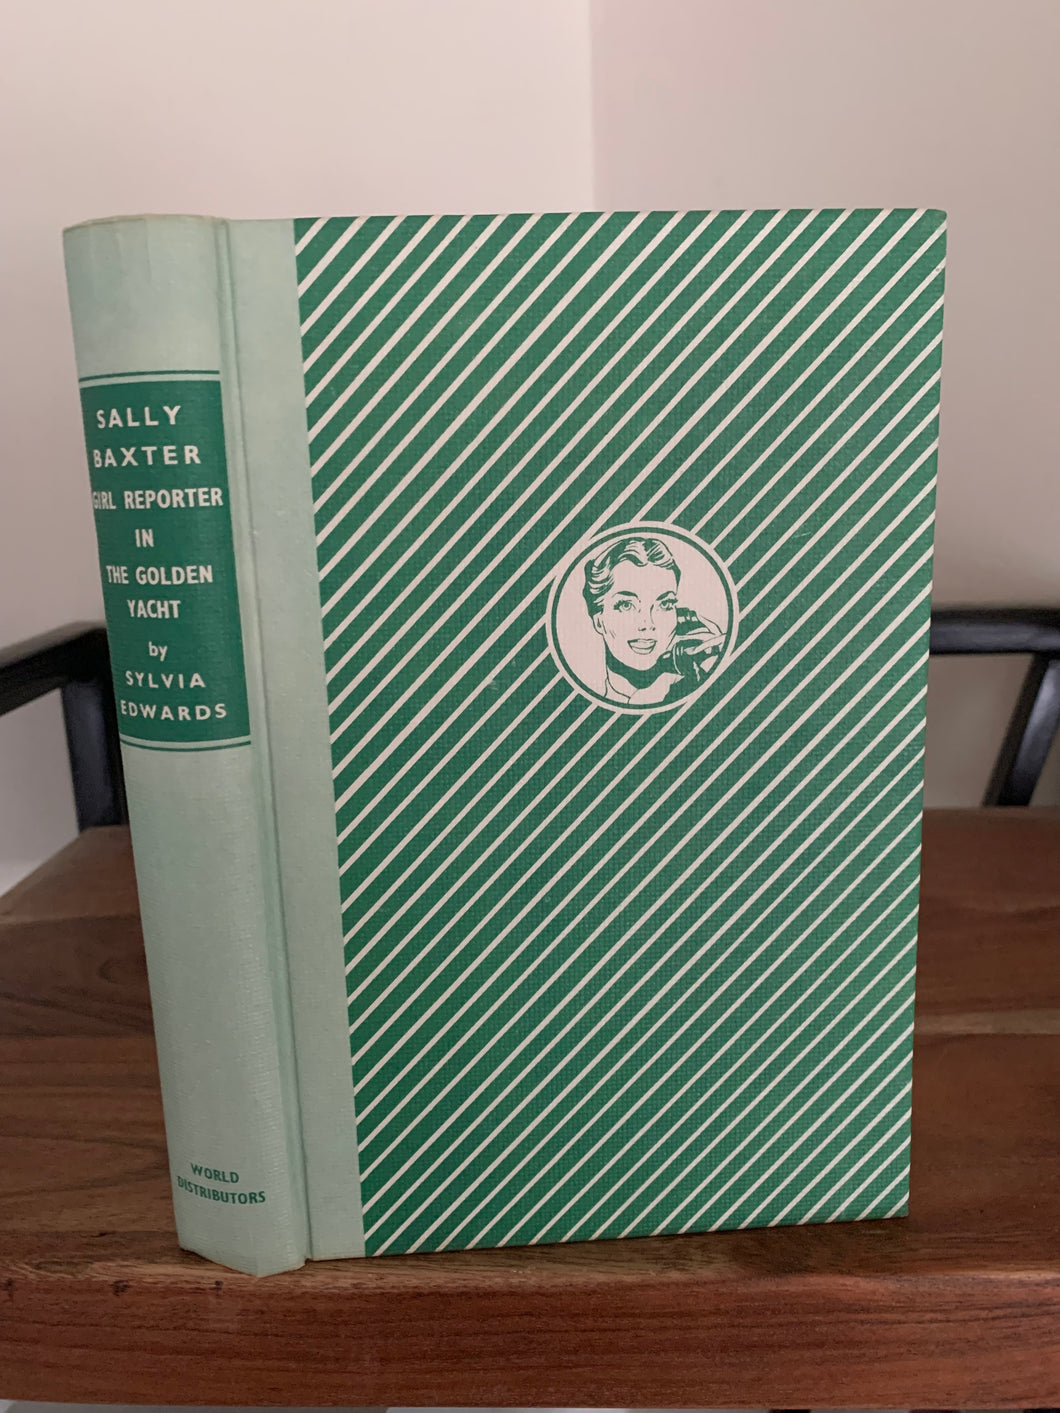 SALLY
BAXTER
GIRL REPORTER
IN
THE GOLDEN
YACHT
by
SYLVIA
EDWARDS
WORLD
DISTRIBUTORS